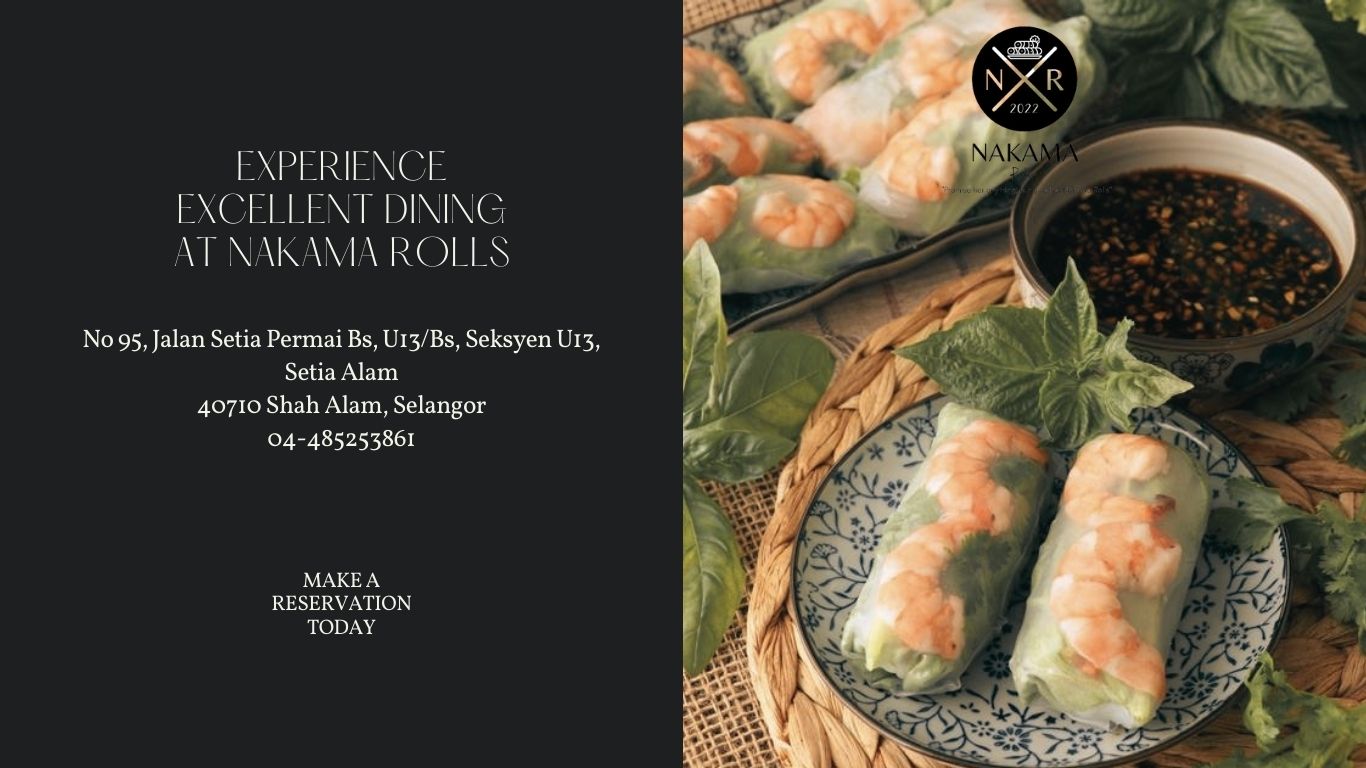 EXPERIENCE
EXCELLENT DINING
AT NAKAMA ROLLS
No 95, Jalan Setia Permai Bs, U13/Bs, Seksyen U13,
Setia Alam
40710 Shah Alam, Selangor
04-485253861
MAKE A
RESERVATION
TODAY
N R
2022
NAKAMA